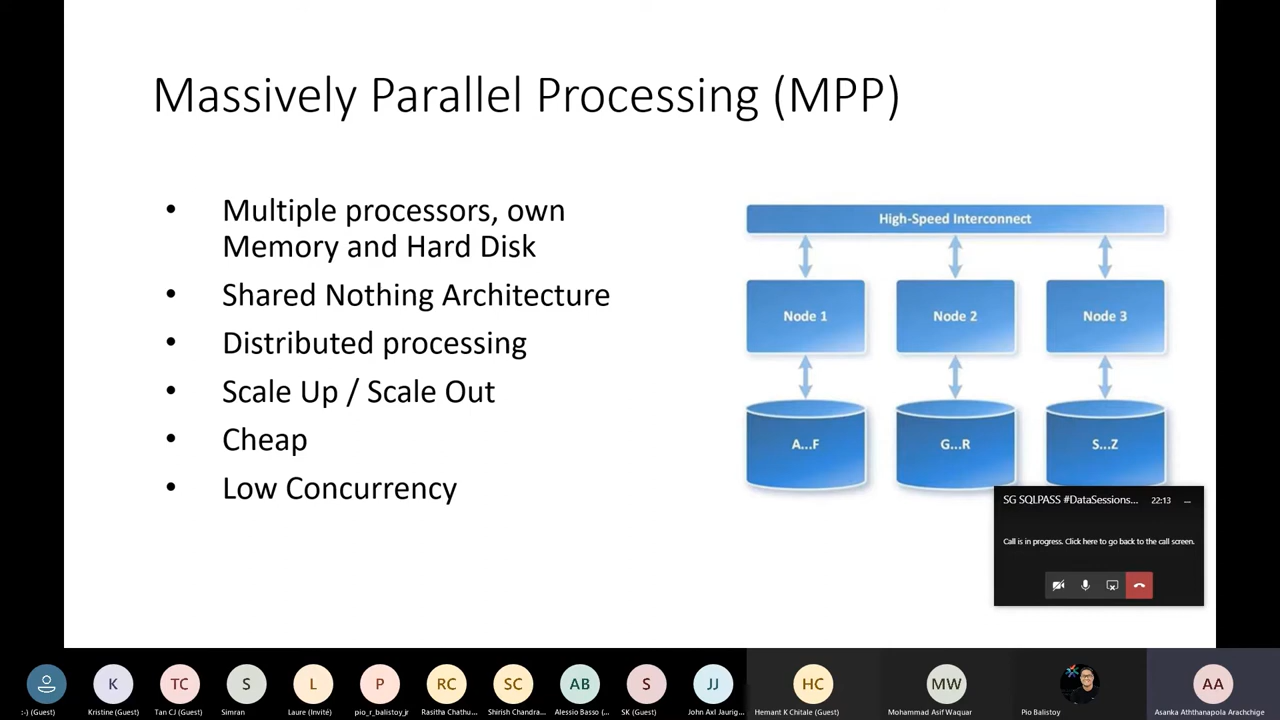 Massively Parallel Processing (MPP)
• Multiple processors, own
Memory and Hard Disk
• Shared Nothing Architecture
• Distributed processing
• Scale Up / Scale Out
• Cheap
• Low Concurrency
High-Speed Interconnect
Node 1
Node 2
Node 3
A...F
G...R
S...Z
SG SQLPASS #DataSessions...
22:13
...
Call is in progress. Click here to go back to the call screen.
K
TC
S
L
P
RC
SC
AB
S
JJ
HC
MW
AA
:-) (Guest)
Kristine (Guest)
Tan CJ (Guest)
Simran
Laure (Invité)
pio_r_balistoy_jr
Rasitha Chathu...
Shirish Chandra...
Alessio Basso (...
SK (Guest)
John Axl Jaurig...
Hemant K Chitale (Guest)
Mohammad Asif Waquar
Pio Balistoy
Asanka Aththanapola Arachchige